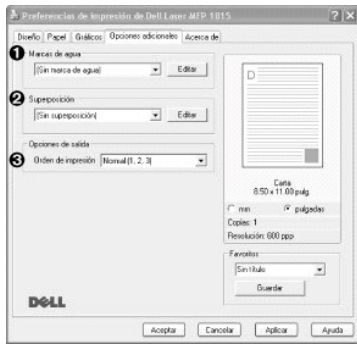 Preferencias de impresión de Dell Laser MFP 1815
Diseño Papel Gráficos Opciones adicionales Acerca de
1 Marcas de agua
(Sin marca de agua) Editar
2 Superposición
(Sin superposición) Editar
Opciones de salida
3 Orden de impresión Normal (1, 2, 3)
D
Carta
8.50 x 11.00 pulg.
mm pulgadas
Copias: 1
Resolución: 600 ppp
Favoritos
Sin título
Guardar
DELL
Aceptar Cancelar Aplicar Ayuda